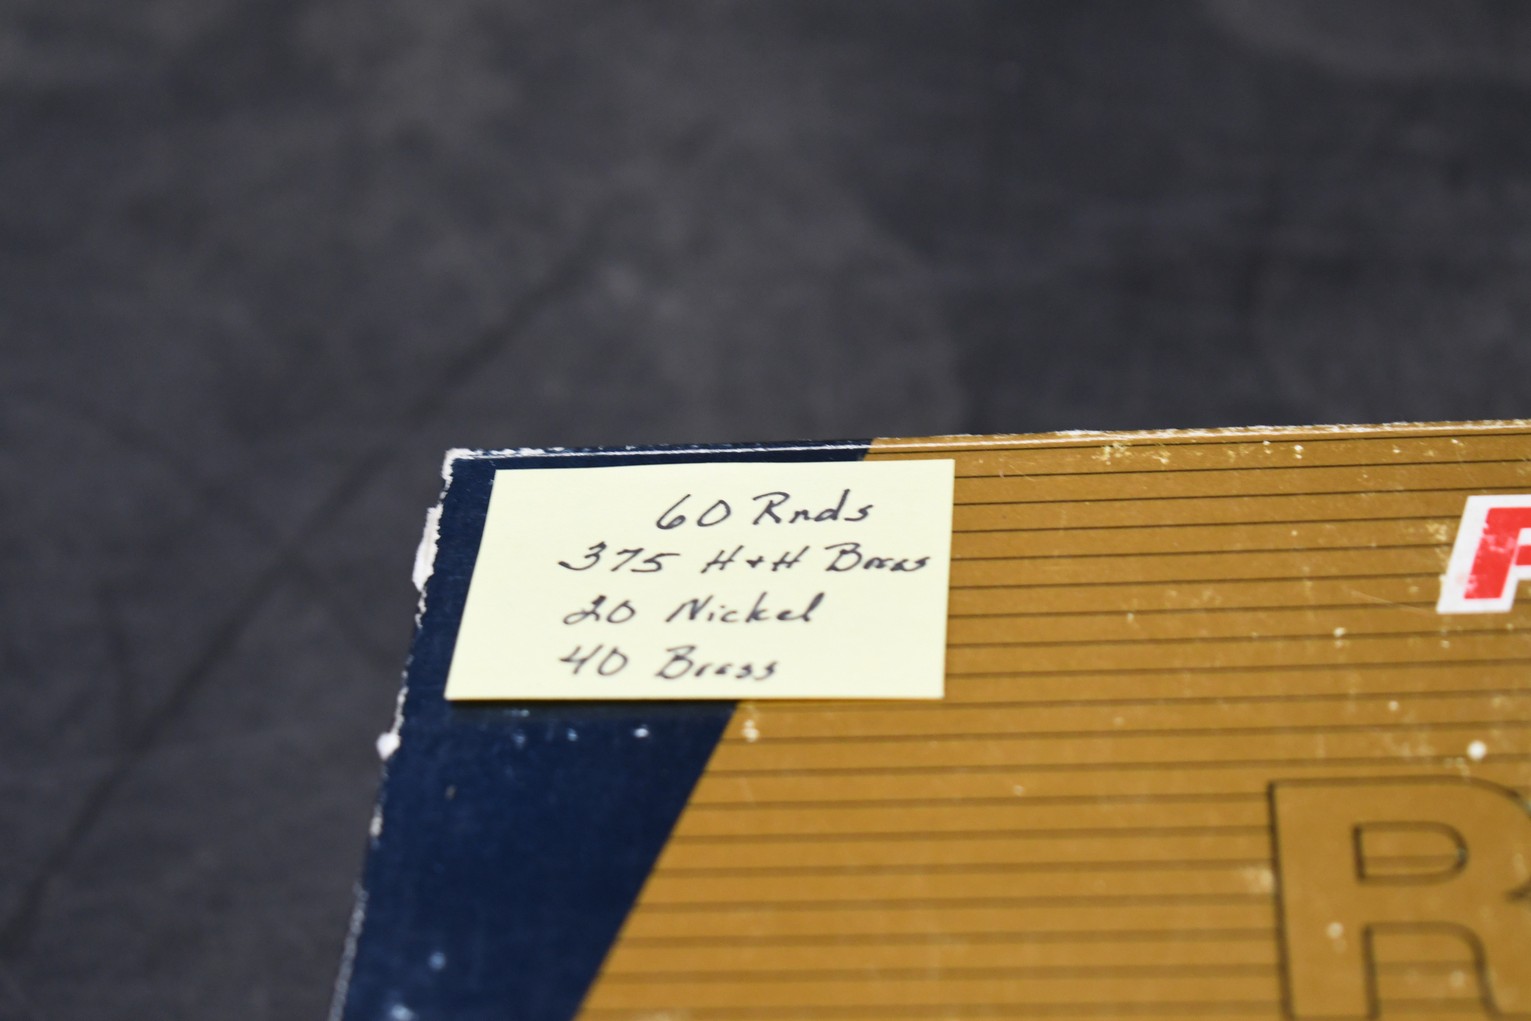 60 Rnds
375 H+H Brass
20 Nickel
40 Brass
R